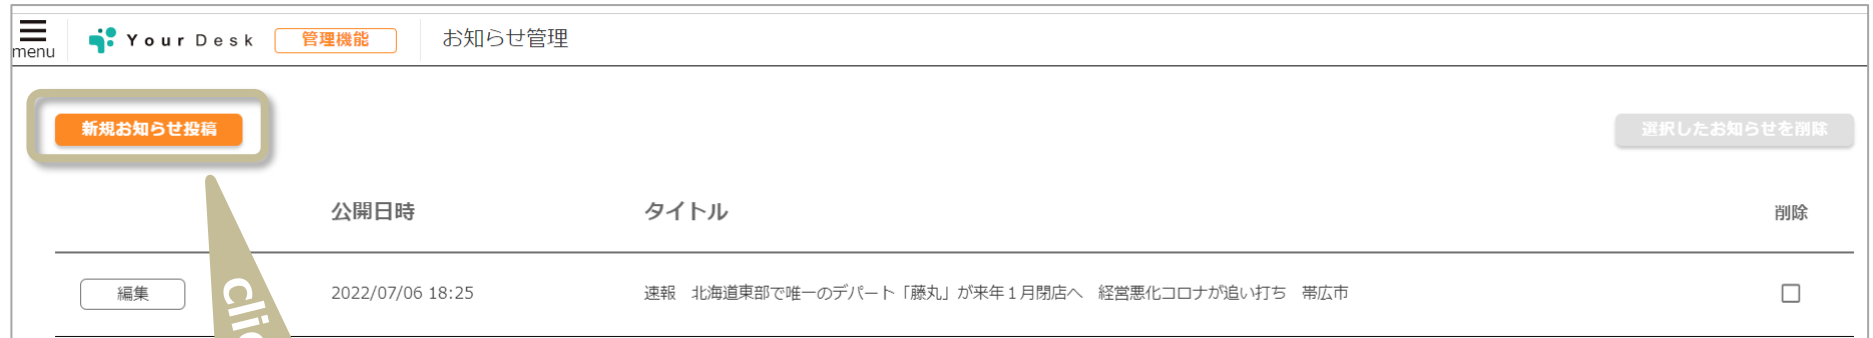 menu YourDesk 管理機能 お知らせ管理
新規お知らせ投稿 選択したお知らせを削除
公開日時 タイトル 削除
編集 2022/07/06 18:25 速報 北海道東部で唯一のデパート「藤丸」が来年１月閉店へ 経営悪化コロナが追い打ち 帯広市